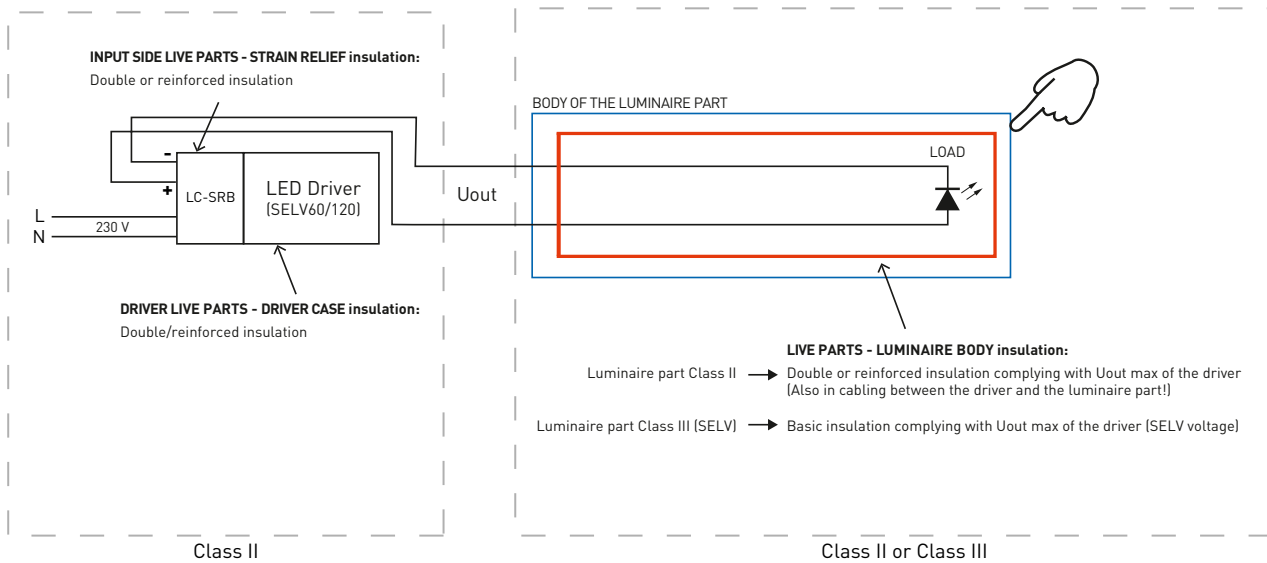 INPUT SIDE LIVE PARTS - STRAIN RELIEF insulation:
Double or reinforced insulation
-
+
LC-SRB
LED Driver
(SELV60/120)
L
N
230 V
DRIVER LIVE PARTS - DRIVER CASE insulation:
Double/reinforced insulation
Class II
Uout
BODY OF THE LUMINAIRE PART
LOAD
LIVE PARTS - LUMINAIRE BODY insulation:
Luminaire part Class II
Double or reinforced insulation complying with Uout max of the driver
(Also in cabling between the driver and the luminaire part!)
Luminaire part Class III (SELV)
Basic insulation complying with Uout max of the driver (SELV voltage)
Class II or Class III